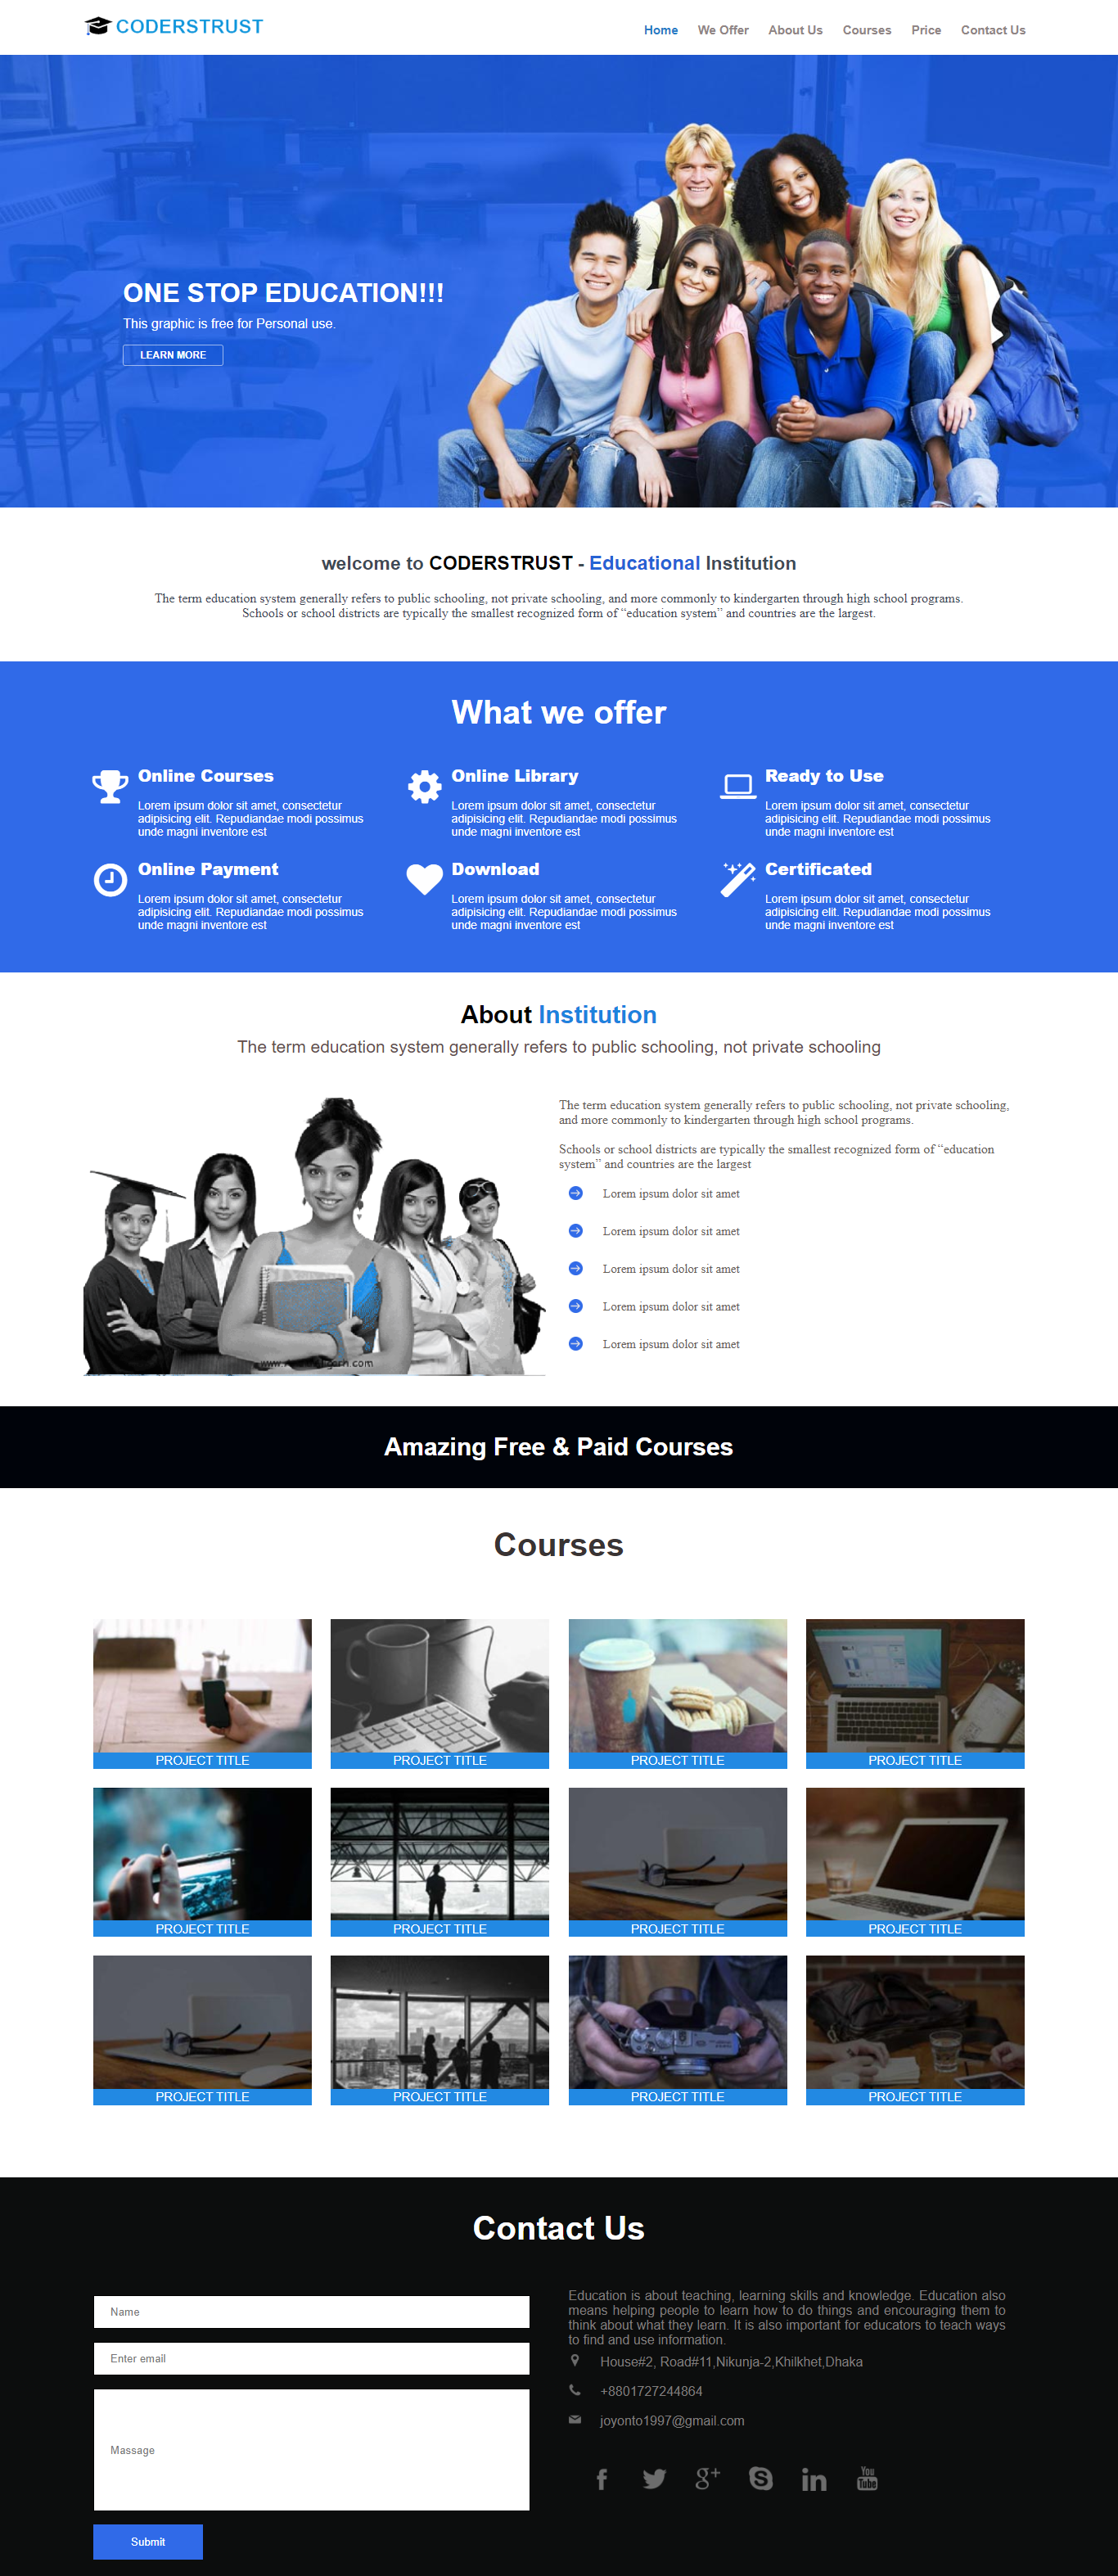 CODERSTRUST
Home We Offer About Us Courses Price Contact Us
ONE STOP EDUCATION!!!
This graphic is free for Personal use.
LEARN MORE
welcome to CODERSTRUST - Educational Institution
The term education system generally refers to public schooling, not private schooling, and more commonly to kindergarten through high school programs.
Schools or school districts are typically the smallest recognized form of “education system” and countries are the largest.
What we offer
Online Courses
Lorem ipsum dolor sit amet, consectetur
adipisicing elit. Repudiandae modi possimus
unde magni inventore est
Online Library
Lorem ipsum dolor sit amet, consectetur
adipisicing elit. Repudiandae modi possimus
unde magni inventore est
Ready to Use
Lorem ipsum dolor sit amet, consectetur
adipisicing elit. Repudiandae modi possimus
unde magni inventore est
Online Payment
Lorem ipsum dolor sit amet, consectetur
adipisicing elit. Repudiandae modi possimus
unde magni inventore est
Download
Lorem ipsum dolor sit amet, consectetur
adipisicing elit. Repudiandae modi possimus
unde magni inventore est
Certificated
Lorem ipsum dolor sit amet, consectetur
adipisicing elit. Repudiandae modi possimus
unde magni inventore est
About Institution
The term education system generally refers to public schooling, not private schooling
The term education system generally refers to public schooling, not private schooling,
and more commonly to kindergarten through high school programs.
Schools or school districts are typically the smallest recognized form of “education
system” and countries are the largest
Lorem ipsum dolor sit amet
Lorem ipsum dolor sit amet
Lorem ipsum dolor sit amet
Lorem ipsum dolor sit amet
Lorem ipsum dolor sit amet
Amazing Free & Paid Courses
Courses
PROJECT TITLE PROJECT TITLE PROJECT TITLE PROJECT TITLE
PROJECT TITLE PROJECT TITLE PROJECT TITLE PROJECT TITLE
PROJECT TITLE PROJECT TITLE PROJECT TITLE PROJECT TITLE
Contact Us
Name
Enter email
Massage
Submit
Education is about teaching, learning skills and knowledge. Education also
means helping people to learn how to do things and encouraging them to
think about what they learn. It is also important for educators to teach ways
to find and use information.
House#2, Road#11,Nikunja-2,Khilkhet,Dhaka
+8801727244864
joyonto1997@gmail.com
You
Tube